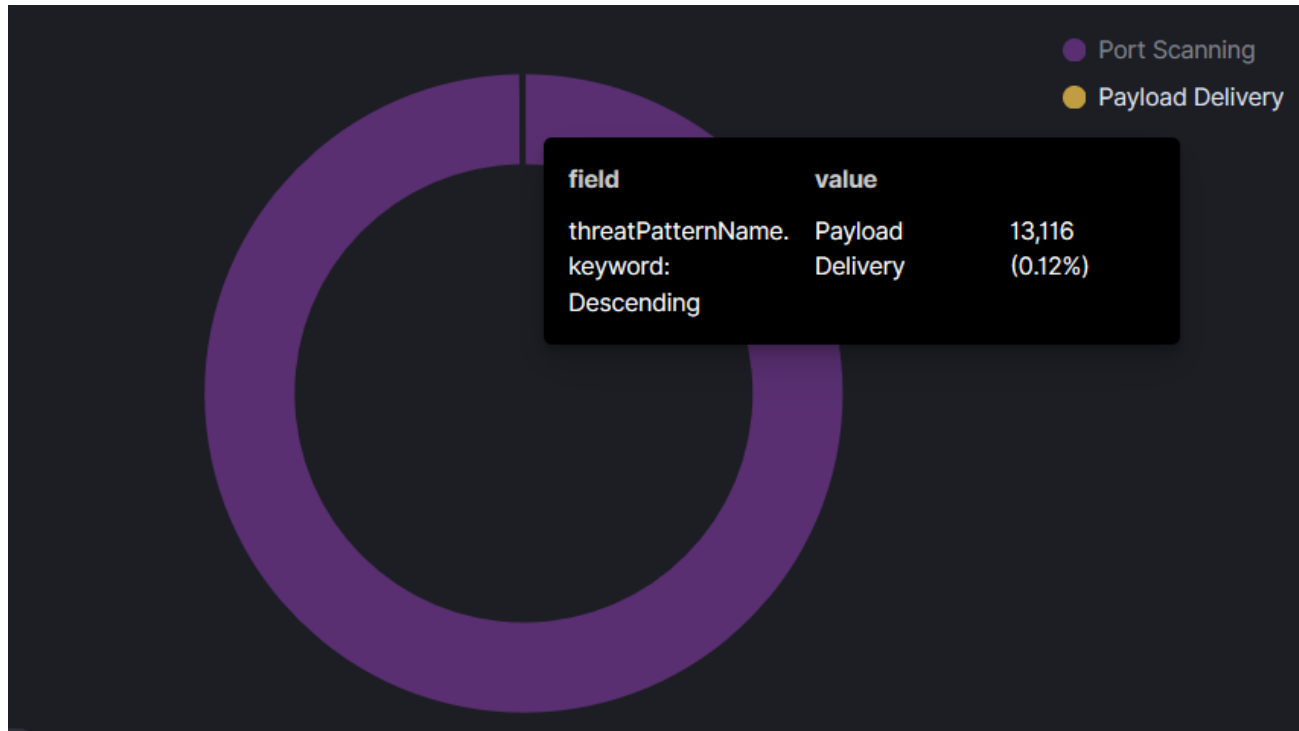 Port Scanning
Payload Delivery
field value
threatPatternName. Payload 13,116
keyword: Delivery (0.12%)
Descending